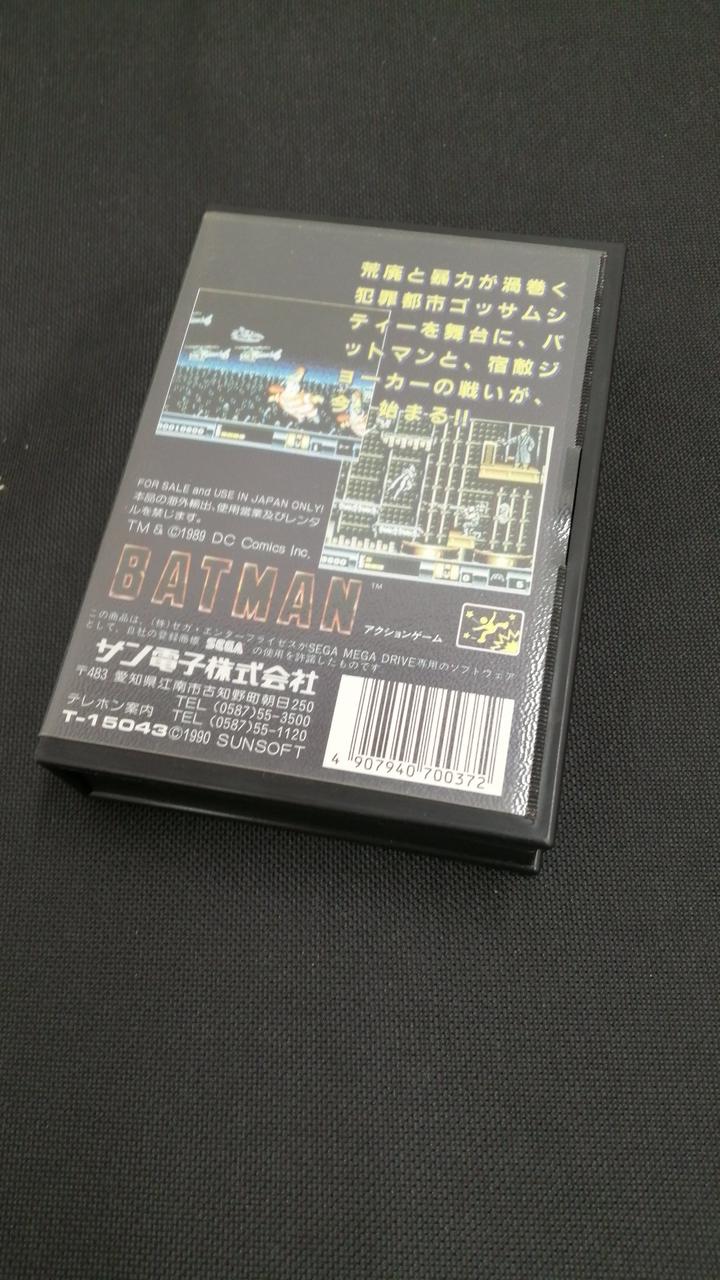 荒廃と暴力が渦巻く
犯罪都市ゴッサムシ
ティーを舞台に、バ
ットマンと、宿敵ジ
ョーカーの戦いが、
今、始まる!!
FOR SALE and USE IN JAPAN ONLY!
本品の海外輸出、使用営業及びレンタ
ルを禁じます。
TM & ©1989 DC Comics Inc.
BATMAN™
アクションゲーム
この商品は、(株)セガ・エンタープライゼスがSEGA MEGA DRIVE専用のソフトウェア
として、自社の登録商標 SEGA の使用を許諾したものです
サン電子株式会社
〒483 愛知県江南市古知野町朝日250
TEL (0587)55-3500
テレホン案内 TEL (0587)55-1120
T-15043©1990 SUNSOFT
4 907940 700372